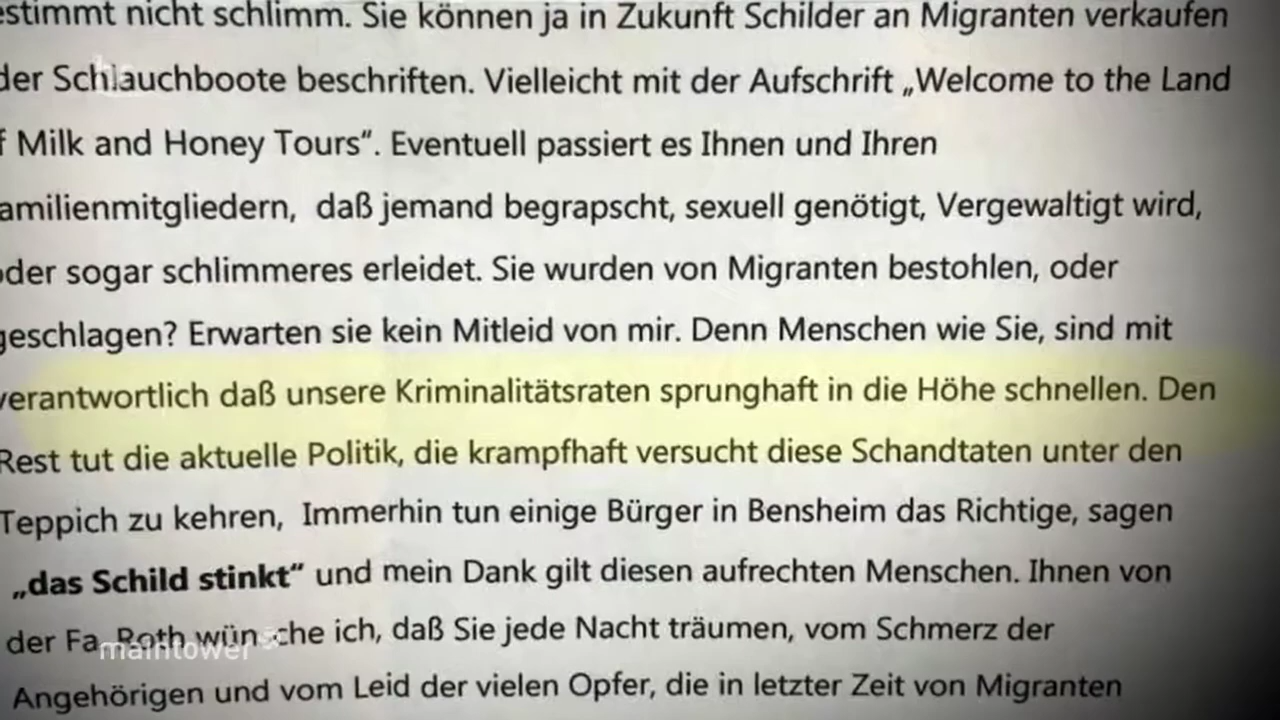 estimmt nicht schlimm. Sie können ja in Zukunft Schilder an Migranten verkaufen
der Schlauchboote beschriften. Vielleicht mit der Aufschrift „Welcome to the Land
f Milk and Honey Tours“. Eventuell passiert es Ihnen und Ihren
amilienmitgliedern, daß jemand begrapscht, sexuell genötigt, Vergewaltigt wird,
oder sogar schlimmeres erleidet. Sie wurden von Migranten bestohlen, oder
geschlagen? Erwarten sie kein Mitleid von mir. Denn Menschen wie Sie, sind mit
verantwortlich daß unsere Kriminalitätsraten sprunghaft in die Höhe schnellen. Den
Rest tut die aktuelle Politik, die krampfhaft versucht diese Schandtaten unter den
Teppich zu kehren, Immerhin tun einige Bürger in Bensheim das Richtige, sagen
„das Schild stinkt“ und mein Dank gilt diesen aufrechten Menschen. Ihnen von
der Fa. Roth wünsche ich, daß Sie jede Nacht träumen, vom Schmerz der
maintower
Angehörigen und vom Leid der vielen Opfer, die in letzter Zeit von Migranten